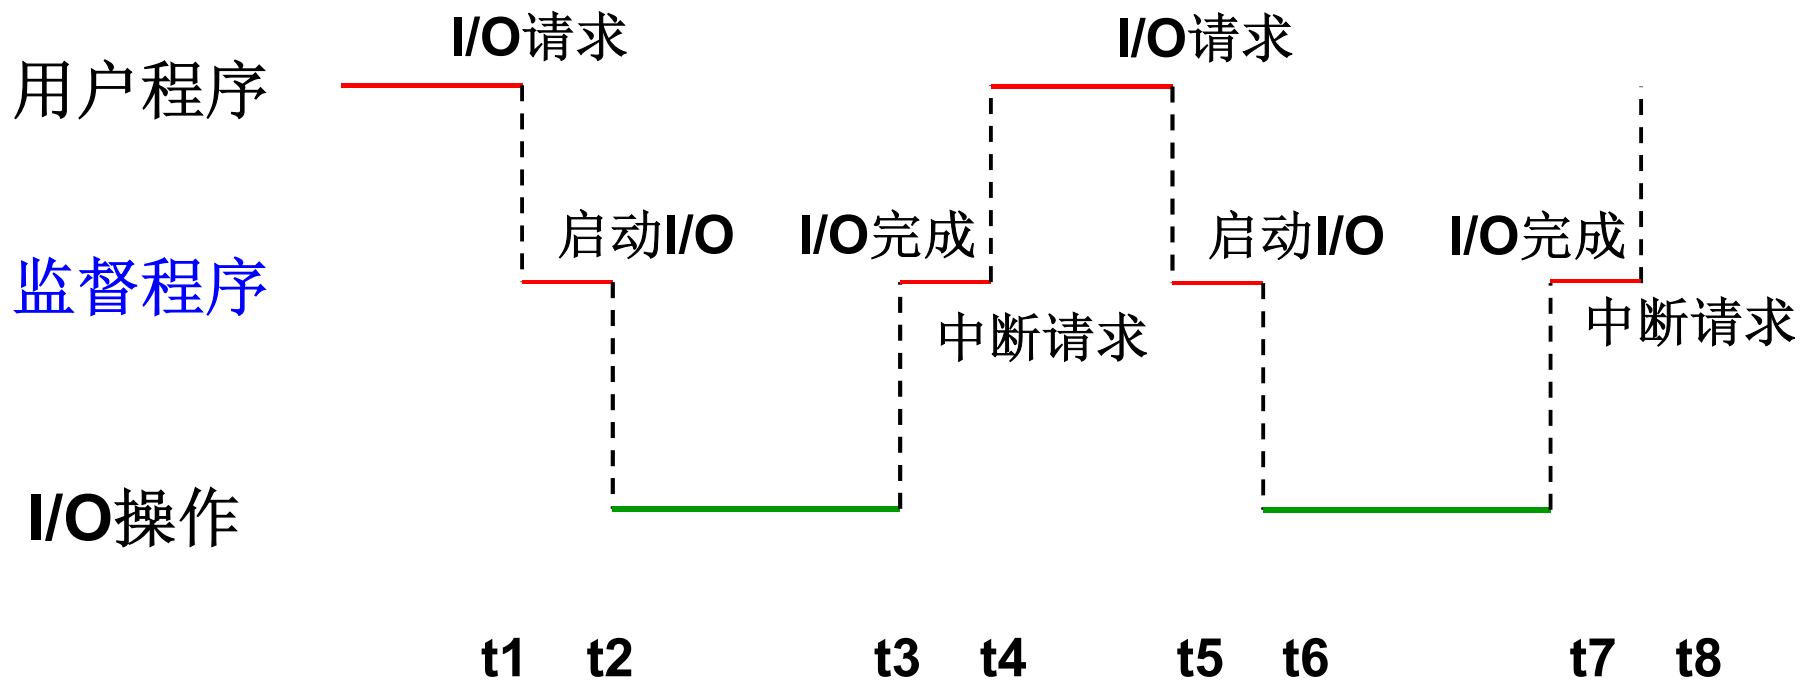 I/O请求
I/O请求
用户程序
启动I/O
I/O完成
启动I/O
I/O完成
监督程序
中断请求
中断请求
I/O操作
t1 t2 t3 t4 t5 t6 t7 t8